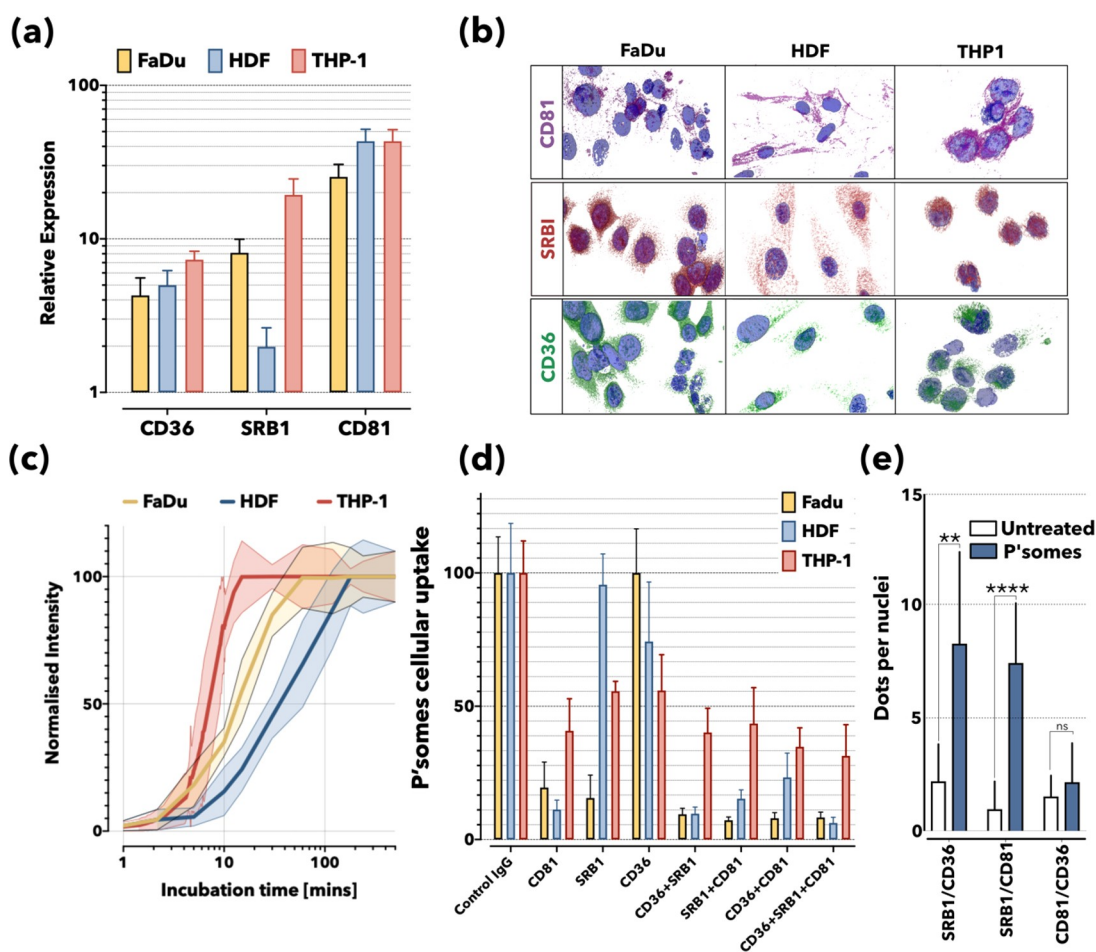 (a)
FaDu HDF THP-1
Relative Expression
100
10
1
CD36 SRB1 CD81
(b)
FaDu HDF THP1
CD81
SRBI
CD36
(c)
FaDu HDF THP-1
Normalised Intensity
100
50
0
1 10 100
Incubation time [mins]
(d)
Fadu
HDF
THP-1
P'somes cellular uptake
100
50
0
Control IgG
CD81
SRB1
CD36
CD36+SRB1
SRB1+CD81
CD36+CD81
CD36+SRB1+CD81
(e)
Untreated
P'somes
Dots per nuclei
15
10
5
0
**
****
ns
SRB1/CD36
SRB1/CD81
CD81/CD36